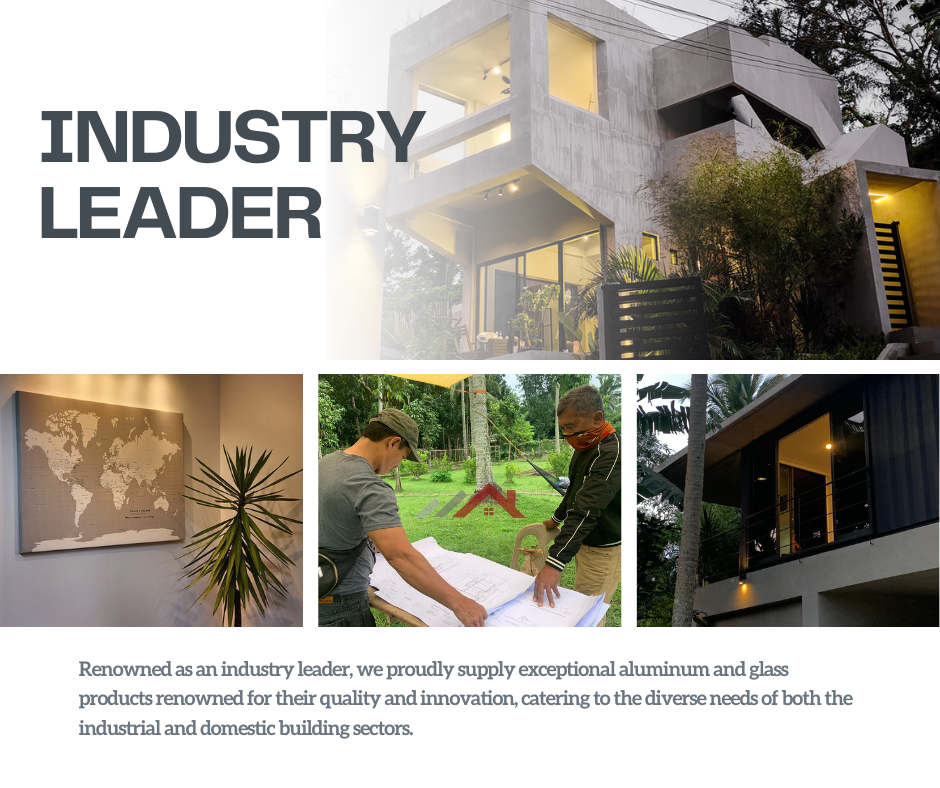 INDUSTRY
LEADER
Renowned as an industry leader, we proudly supply exceptional aluminum and glass
products renowned for their quality and innovation, catering to the diverse needs of both the
industrial and domestic building sectors.